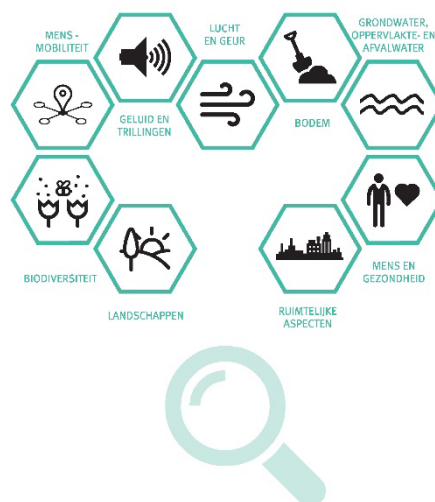 MENS -
MOBILITEIT
GELUID EN
TRILLINGEN
LUCHT
EN GEUR
BODEM
GRONDWATER,
OPPERVLAKTE- EN
AFVALWATER
BIODIVERSITEIT
LANDSCHAPPEN
RUIMTELIJKE
ASPECTEN
MENS EN
GEZONDHEID